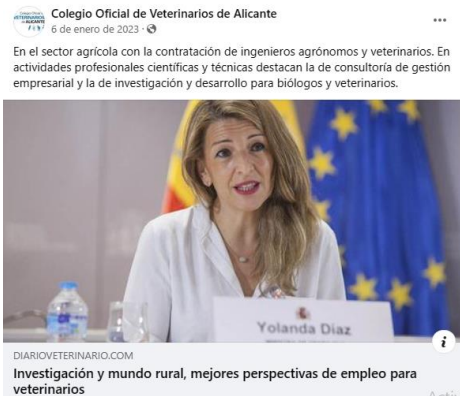 Colegio Oficial de Veterinarios de Alicante
6 de enero de 2023
En el sector agrícola con la contratación de ingenieros agrónomos y veterinarios. En
actividades profesionales científicas y técnicas destacan la de consultoría de gestión
empresarial y la de investigación y desarrollo para biólogos y veterinarios.
Yolanda Díaz
DIARIOVETERINARIO.COM
Investigación y mundo rural, mejores perspectivas de empleo para
veterinarios